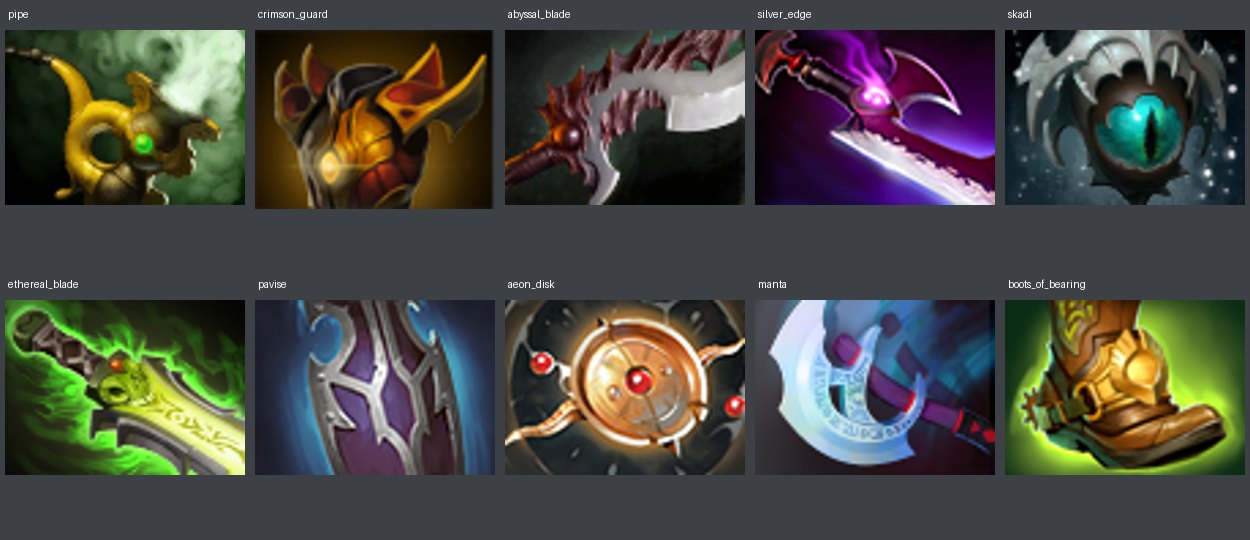 pipe
crimson_guard
abyssal_blade
silver_edge
skadi
ethereal_blade
pavise
aeon_disk
manta
boots_of_bearing